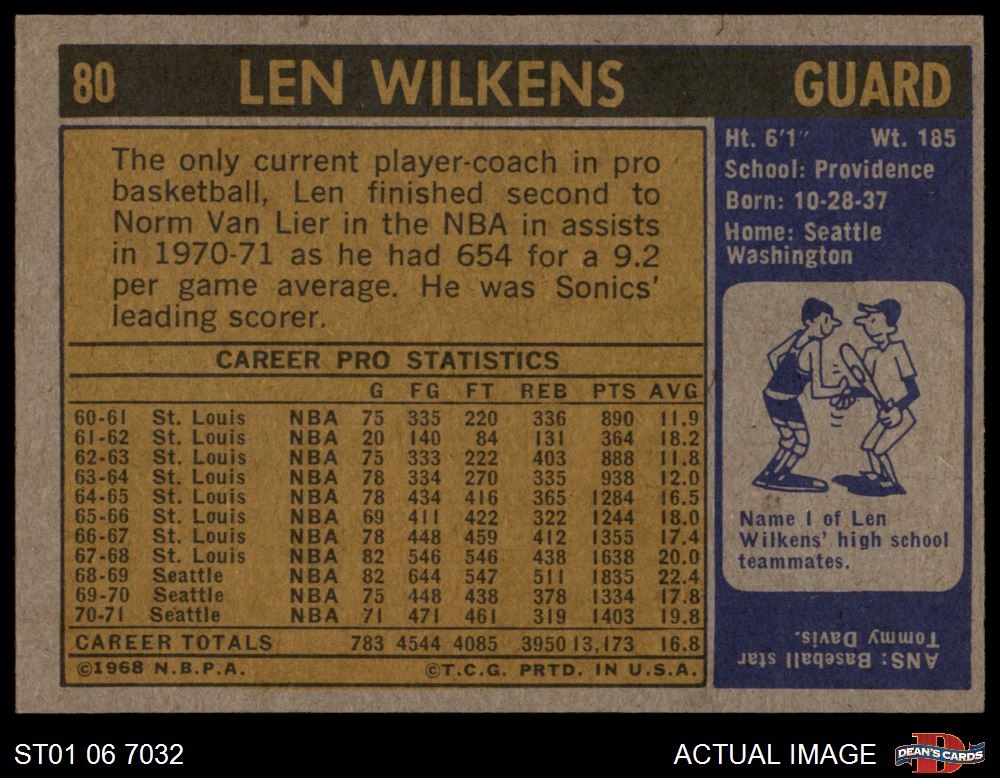 80 LEN WILKENS GUARD
The only current player-coach in pro
basketball, Len finished second to
Norm Van Lier in the NBA in assists
in 1970-71 as he had 654 for a 9.2
per game average. He was Sonics'
leading scorer.
CAREER PRO STATISTICS
G FG FT REB PTS AVG
60-61 St. Louis NBA 75 335 220 336 890 11.9
61-62 St. Louis NBA 20 140 84 131 364 18.2
62-63 St. Louis NBA 75 333 222 403 888 11.8
63-64 St. Louis NBA 78 334 270 335 938 12.0
64-65 St. Louis NBA 78 434 416 365 1284 16.5
65-66 St. Louis NBA 69 411 422 322 1244 18.0
66-67 St. Louis NBA 78 448 459 412 1355 17.4
67-68 St. Louis NBA 82 546 546 438 1638 20.0
68-69 Seattle NBA 82 644 547 511 1835 22.4
69-70 Seattle NBA 75 448 438 378 1334 17.8
70-71 Seattle NBA 71 471 461 319 1403 19.8
CAREER TOTALS 783 4544 4085 3950 13,173 16.8
©1968 N.B.P.A. ©T.C.G. PRTD. IN U.S.A.
Ht. 6'1" Wt. 185
School: Providence
Born: 10-28-37
Home: Seattle
Washington
Name 1 of Len
Wilkens' high school
teammates.
ANS: Baseball star
Tommy Davis.
ST01 06 7032
ACTUAL IMAGE
DEAN'S CARDS